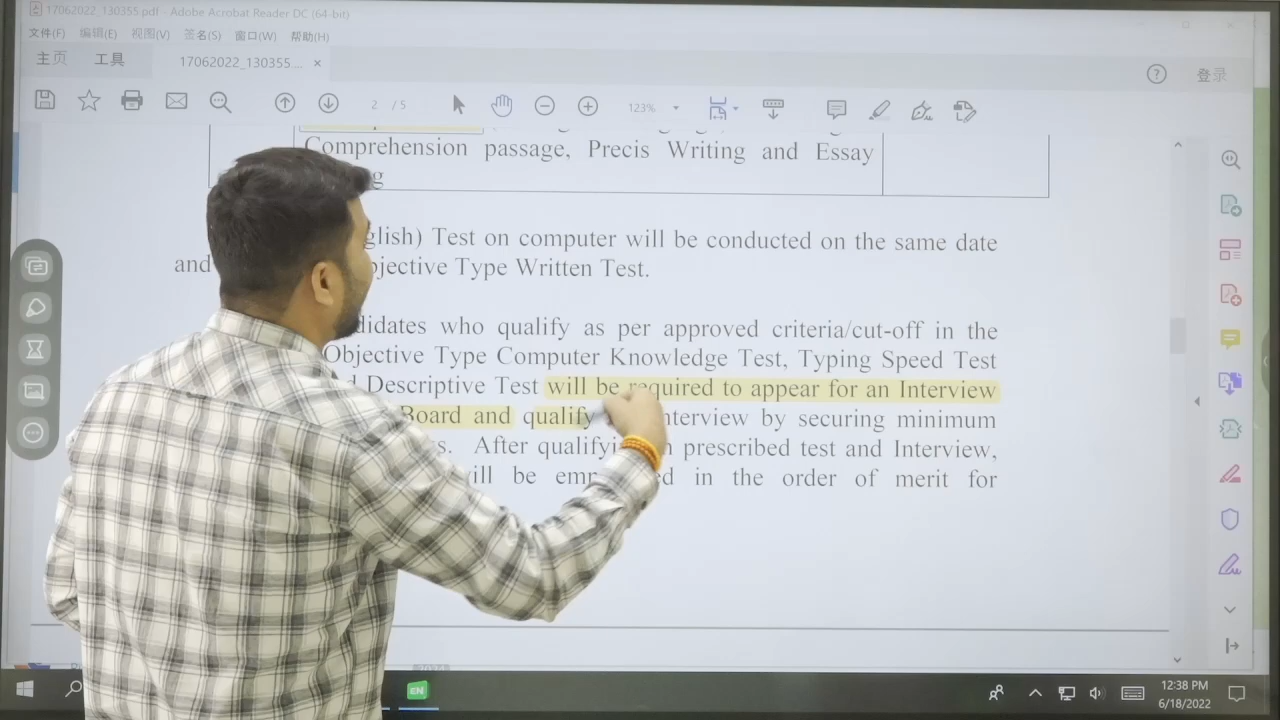 17062022_130355.pdf - Adobe Acrobat Reader DC (64-bit)
文件(F) 编辑(E) 视图(V) 签名(S) 窗口(W) 帮助(H)
主页 工具 17062022_130355.... ×
登录
2 / 5 123%
Comprehension passage, Precis Writing and Essay
g
glish) Test on computer will be conducted on the same date
and bjective Type Written Test.
didates who qualify as per approved criteria/cut-off in the
Objective Type Computer Knowledge Test, Typing Speed Test
d Descriptive Test will be required to appear for an Interview
Board and qualify interview by securing minimum
s. After qualifyi prescribed test and Interview,
ill be em ed in the order of merit for
EN
12:38 PM
6/18/2022